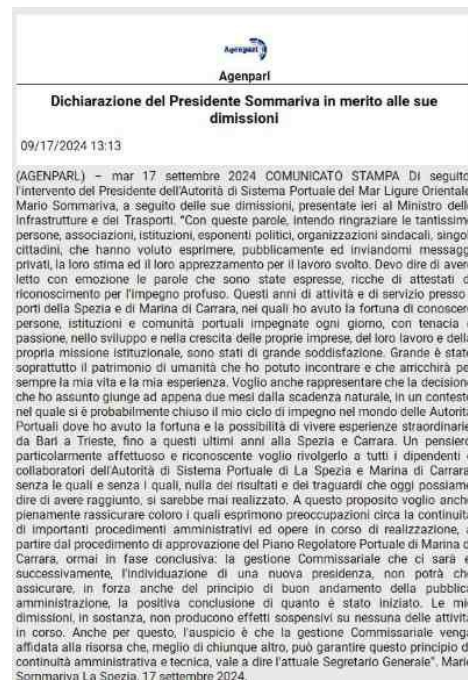 Agenparl
Agenparl
Dichiarazione del Presidente Sommariva in merito alle sue
dimissioni
09/17/2024 13:13
(AGENPARL) – mar 17 settembre 2024 COMUNICATO STAMPA Di seguito
l'intervento del Presidente dell'Autorità di Sistema Portuale del Mar Ligure Orientale
Mario Sommariva, a seguito delle sue dimissioni, presentate ieri al Ministro delle
Infrastrutture e dei Trasporti. "Con queste parole, intendo ringraziare le tantissime
persone, associazioni, istituzioni, esponenti politici, organizzazioni sindacali, singol
cittadini, che hanno voluto esprimere, pubblicamente ed inviandomi messagg
privati, la loro stima ed il loro apprezzamento per il lavoro svolto. Devo dire di aver
letto con emozione le parole che sono state espresse, ricche di attestati d
riconoscimento per l'impegno profuso. Questi anni di attività e di servizio presso
porti della Spezia e di Marina di Carrara, nei quali ho avuto la fortuna di conoscere
persone, istituzioni e comunità portuali impegnate ogni giorno, con tenacia e
passione, nello sviluppo e nella crescita delle proprie imprese, del loro lavoro e della
propria missione istituzionale, sono stati di grande soddisfazione. Grande è stato
soprattutto il patrimonio di umanità che ho potuto incontrare e che arricchirà pe
sempre la mia vita e la mia esperienza. Voglio anche rappresentare che la decisione
che ho assunto giunge ad appena due mesi dalla scadenza naturale, in un contesto
nel quale si è probabilmente chiuso il mio ciclo di impegno nel mondo delle Autorità
Portuali dove ho avuto la fortuna e la possibilità di vivere esperienze straordinarie
da Bari a Trieste, fino a questi ultimi anni alla Spezia e Carrara. Un pensiero
particolarmente affettuoso e riconoscente voglio rivolgerlo a tutti i dipendenti e
collaboratori dell'Autorità di Sistema Portuale di La Spezia e Marina di Carrara
senza le quali e senza i quali, nulla dei risultati e dei traguardi che oggi possiamo
dire di avere raggiunto, si sarebbe mai realizzato. A questo proposito voglio anche
pienamente rassicurare coloro i quali esprimono preoccupazioni circa la continuità
di importanti procedimenti amministrativi ed opere in corso di realizzazione, a
partire dal procedimento di approvazione del Piano Regolatore Portuale di Marina d
Carrara, ormai in fase conclusiva: la gestione Commissariale che ci sarà e
successivamente, l'individuazione di una nuova presidenza, non potrà che
assicurare, in forza anche del principio di buon andamento della pubblica
amministrazione, la positiva conclusione di quanto è stato iniziato. Le mie
dimissioni, in sostanza, non producono effetti sospensivi su nessuna delle attività
in corso. Anche per questo, l'auspicio è che la gestione Commissariale venga
affidata alla risorsa che, meglio di chiunque altro, può garantire questo principio d
continuità amministrativa e tecnica, vale a dire l'attuale Segretario Generale". Mario
Sommariva La Spezia, 17 settembre 2024